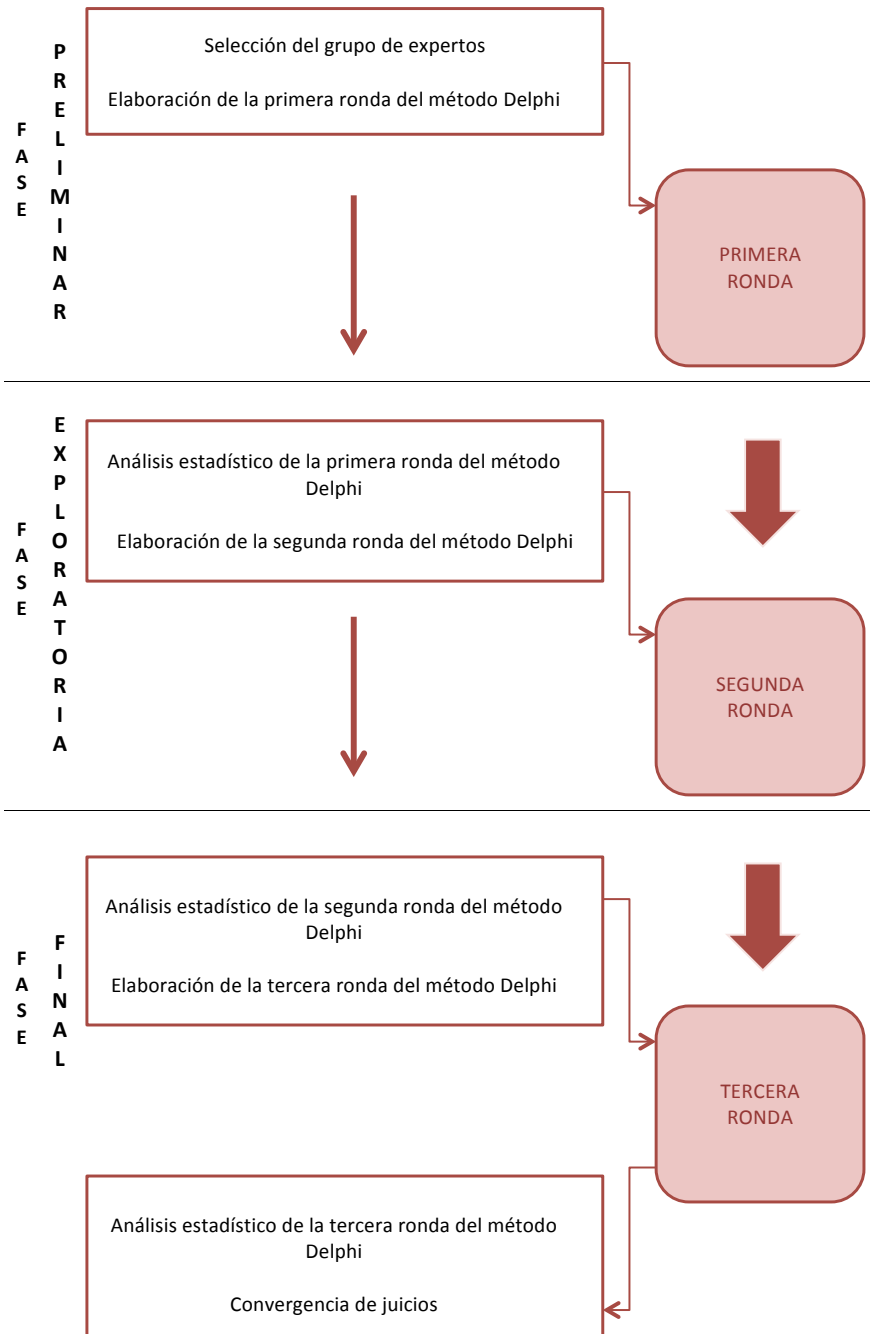 FASE PRELIMINAR
Selección del grupo de expertos
Elaboración de la primera ronda del método Delphi
PRIMERA
RONDA
FASE EXPLORATORIA
Análisis estadístico de la primera ronda del método
Delphi
Elaboración de la segunda ronda del método Delphi
SEGUNDA
RONDA
FASE FINAL
Análisis estadístico de la segunda ronda del método
Delphi
Elaboración de la tercera ronda del método Delphi
TERCERA
RONDA
Análisis estadístico de la tercera ronda del método
Delphi
Convergencia de juicios